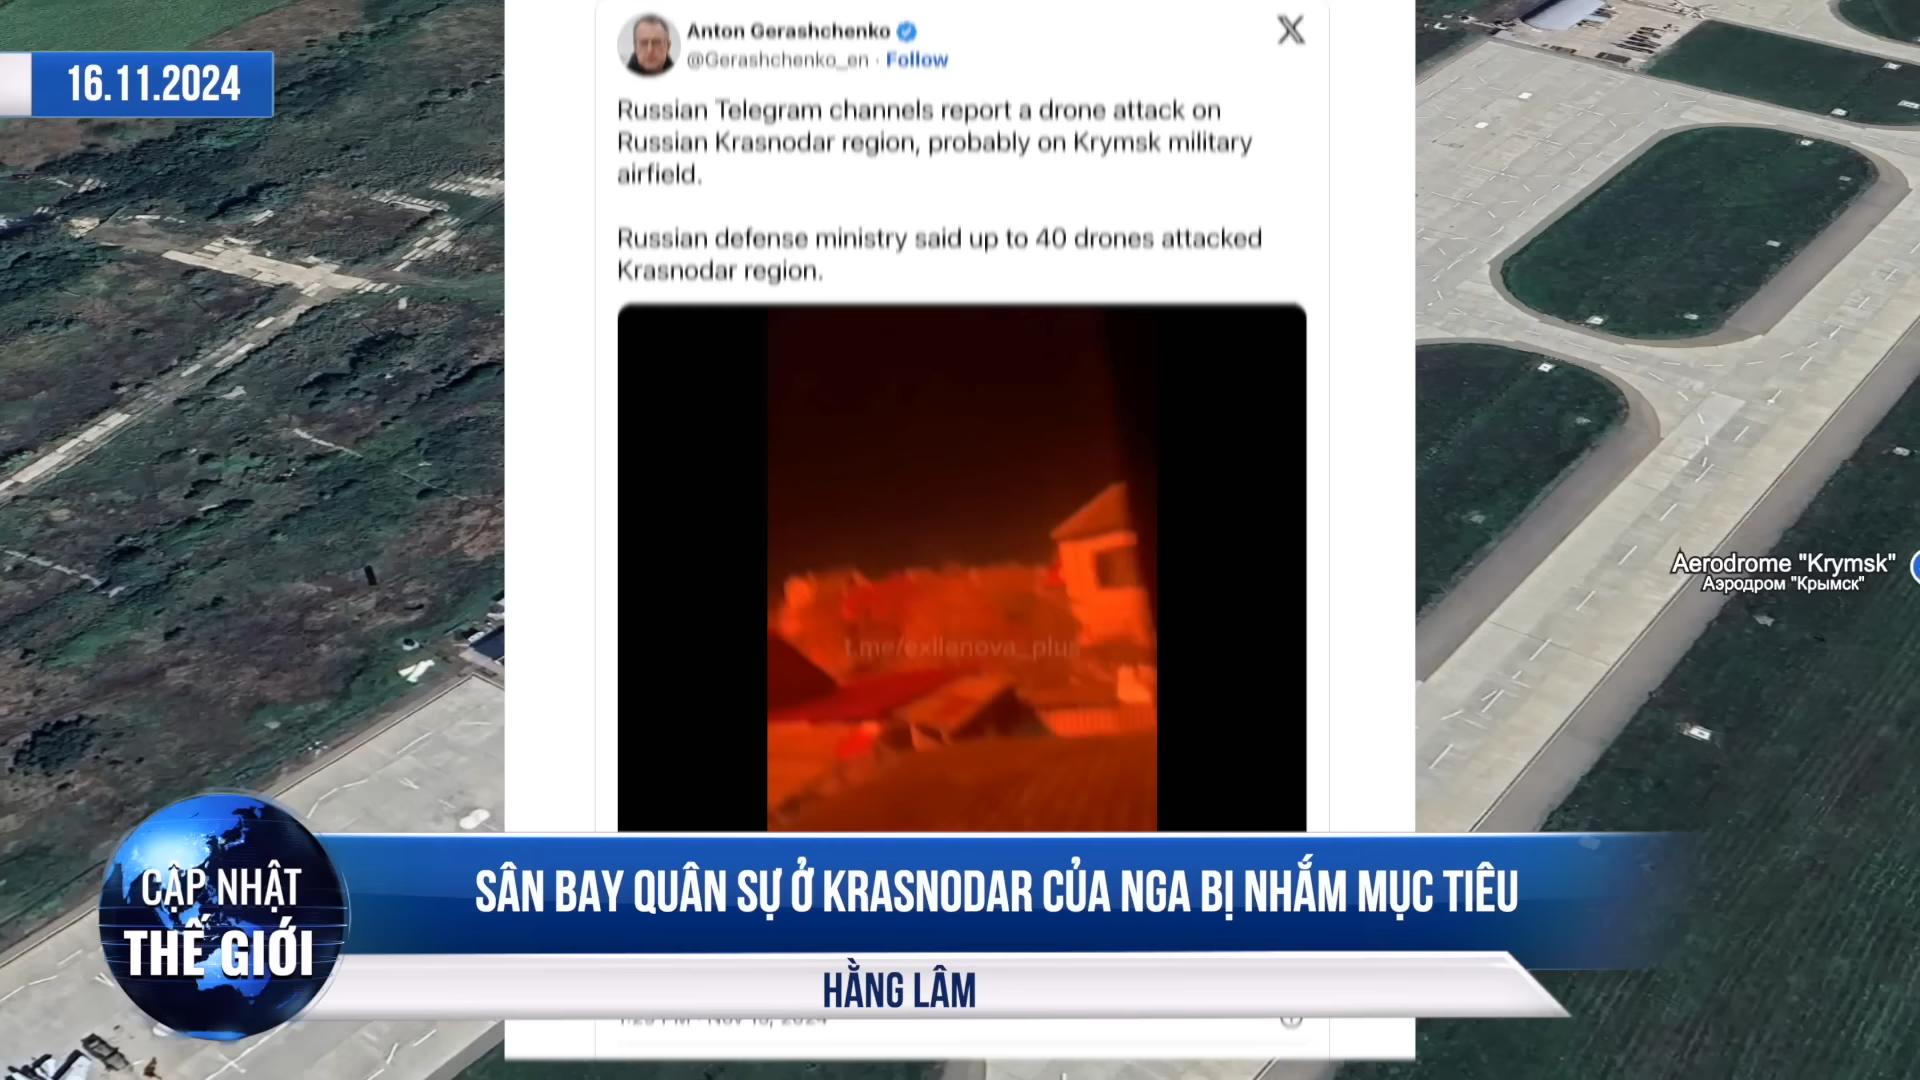 16.11.2024
Anton Gerashchenko
@Gerashchenko_en · Follow
Russian Telegram channels report a drone attack on
Russian Krasnodar region, probably on Krymsk military
airfield.
Russian defense ministry said up to 40 drones attacked
Krasnodar region.
t.me/exilenova_plus
Aerodrome "Krymsk"
Аэродром "Крымск"
CẬP NHẬT
THẾ GIỚI
SÂN BAY QUÂN SỰ Ở KRASNODAR CỦA NGA BỊ NHẮM MỤC TIÊU
HẰNG LÂM